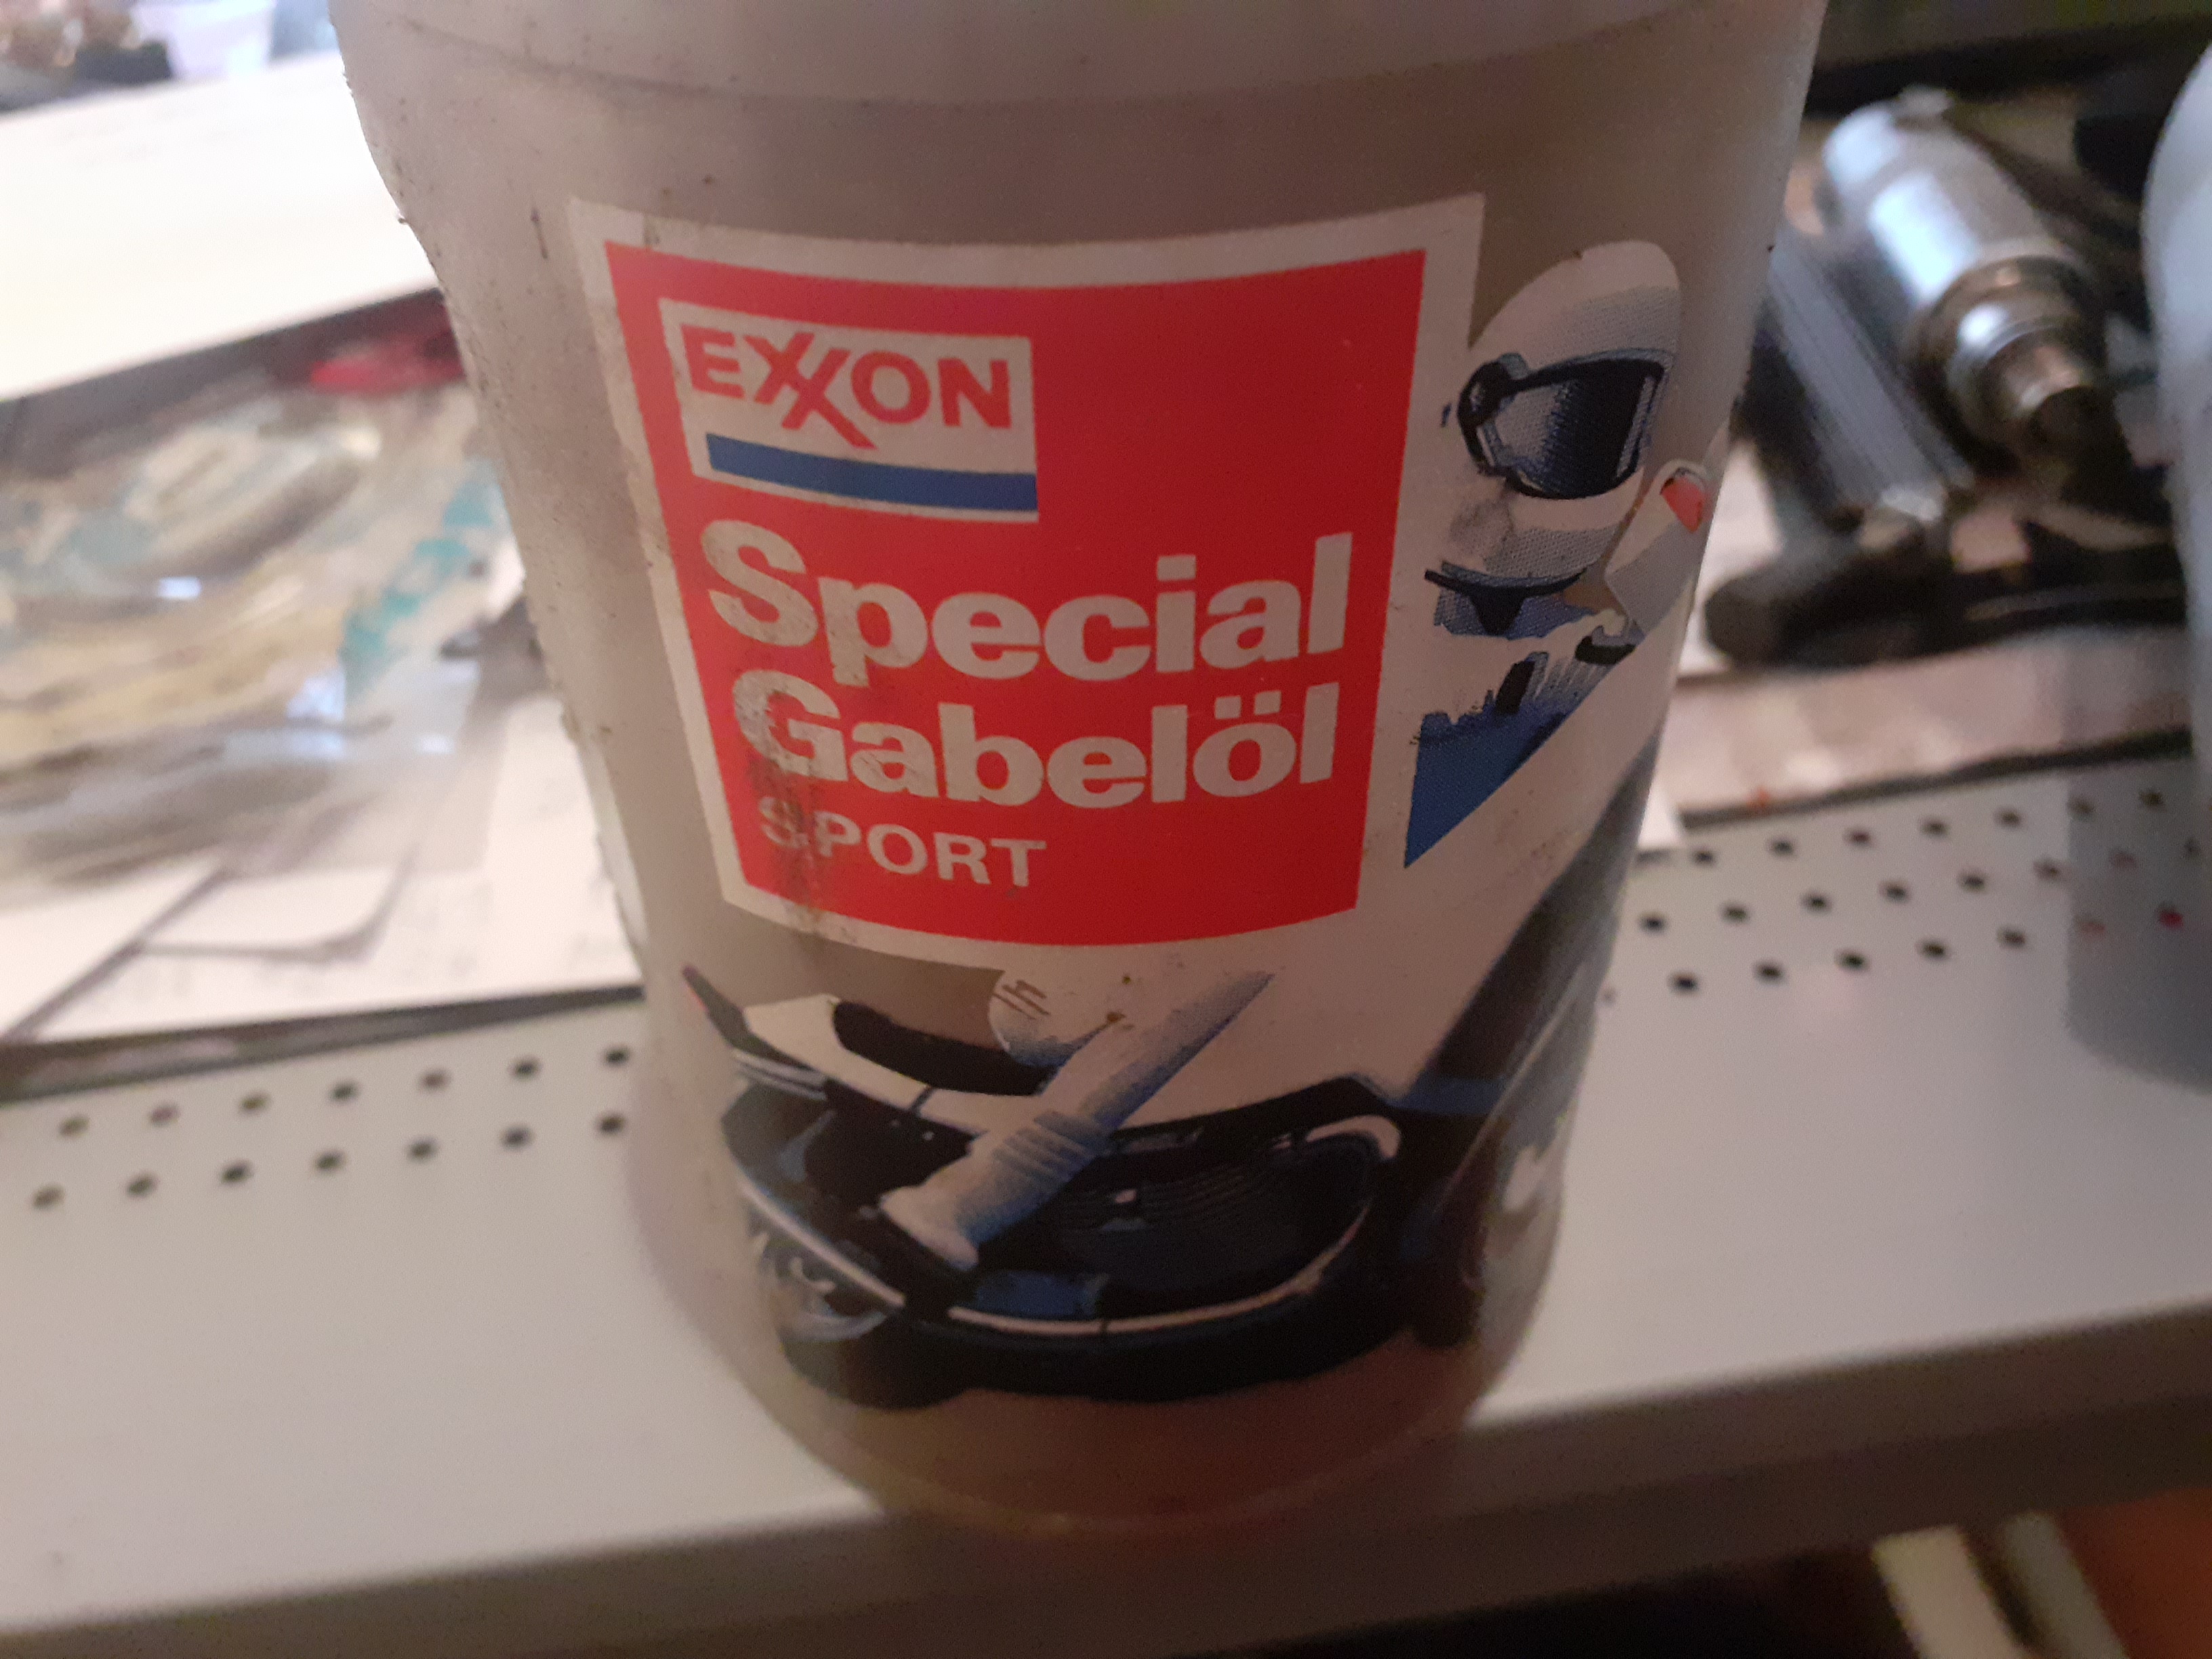 EXXON
Special
Gabelöl
SPORT